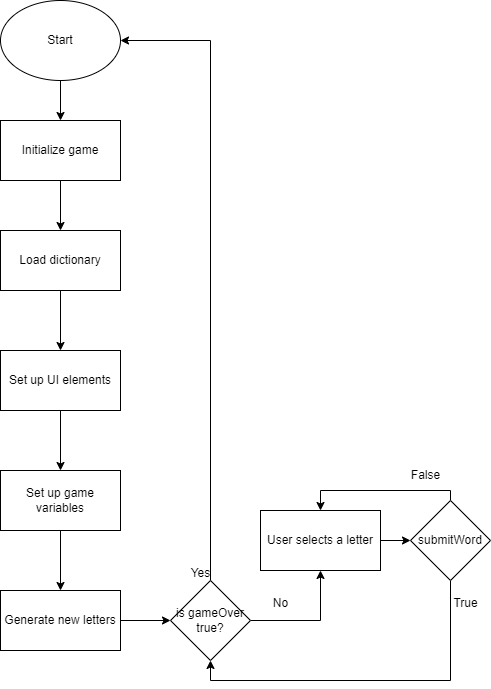 Start
Initialize game
Load dictionary
Set up UI elements
Set up game
variables
Generate new letters
Yes
is gameOver
true?
No
User selects a letter
False
submitWord
True